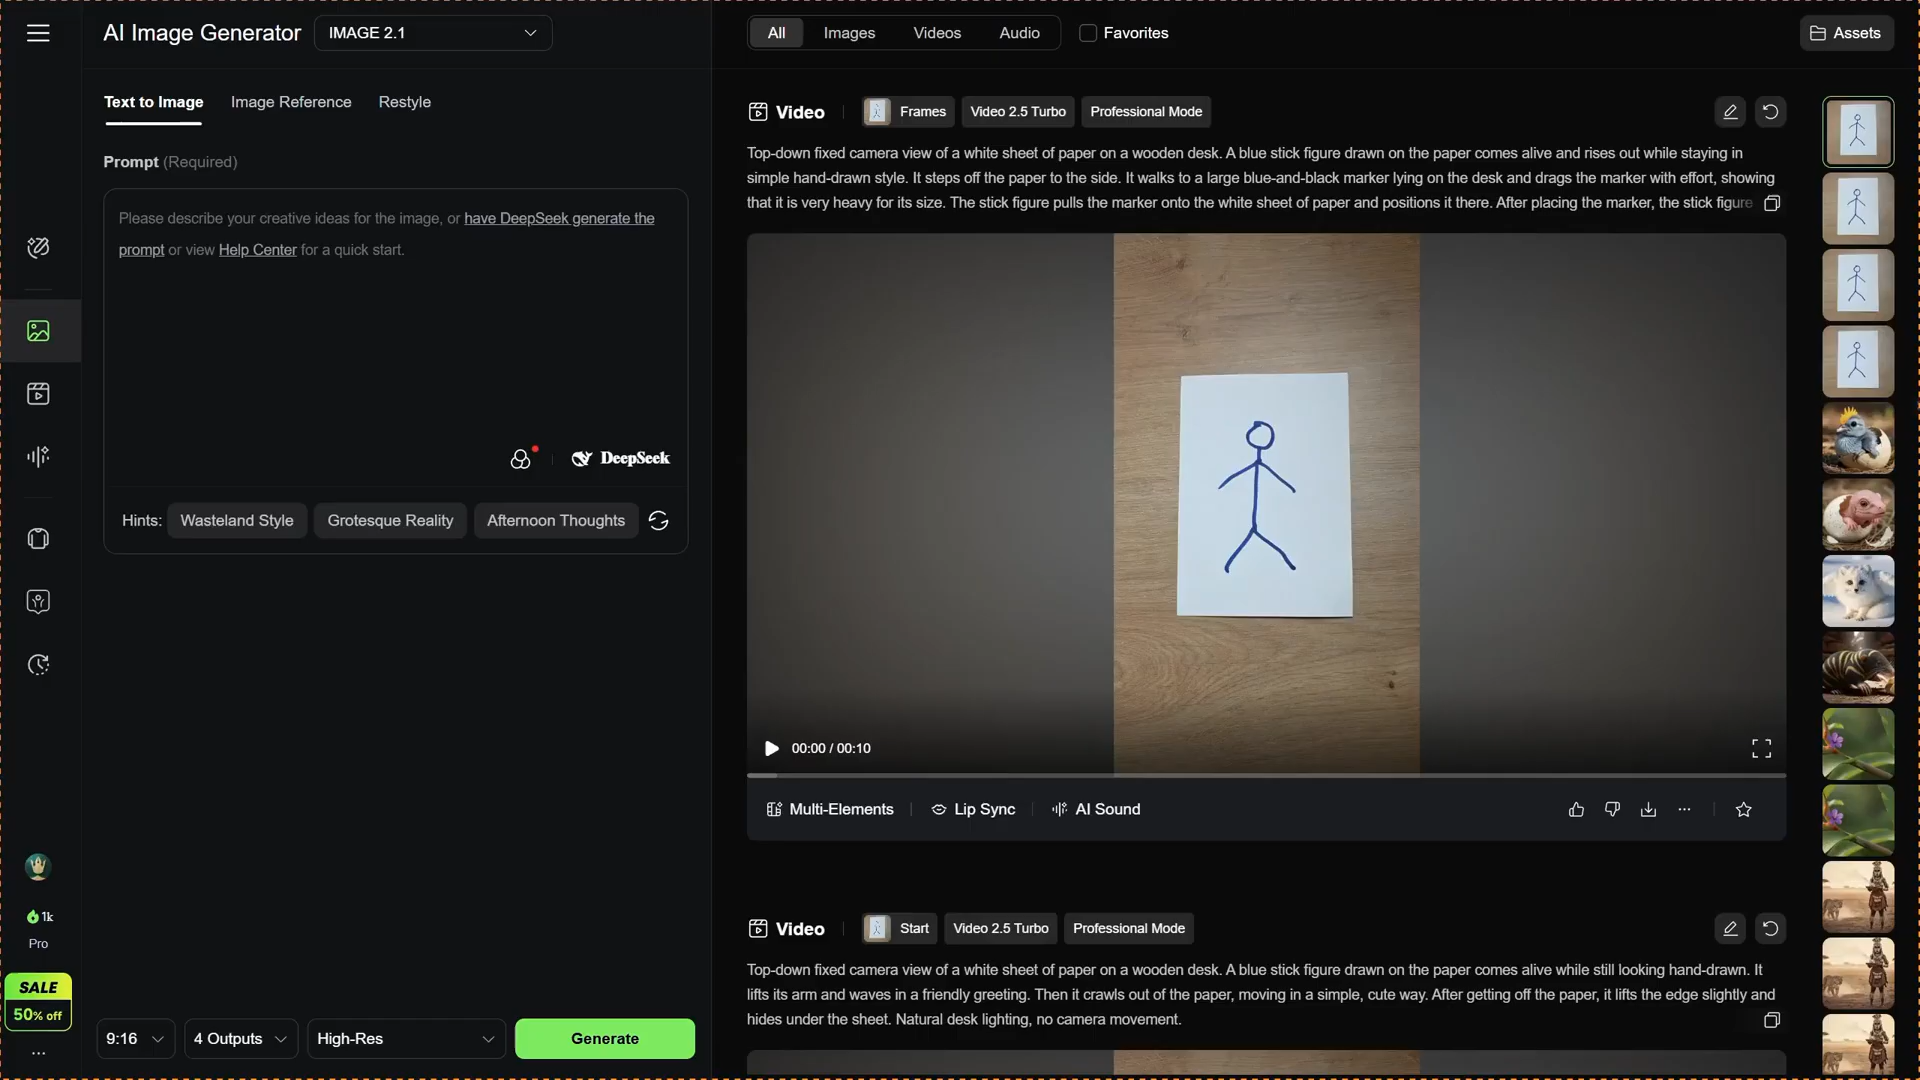 AI Image Generator
IMAGE 2.1
All
Images
Videos
Audio
Favorites
Assets
Text to Image
Image Reference
Restyle
Prompt (Required)
Please describe your creative ideas for the image, or have DeepSeek generate the
prompt or view Help Center for a quick start.
DeepSeek
Hints:
Wasteland Style
Grotesque Reality
Afternoon Thoughts
1k
Pro
SALE
50% off
9:16
4 Outputs
High-Res
Generate
Video
Frames
Video 2.5 Turbo
Professional Mode
Top-down fixed camera view of a white sheet of paper on a wooden desk. A blue stick figure drawn on the paper comes alive and rises out while staying in
simple hand-drawn style. It steps off the paper to the side. It walks to a large blue-and-black marker lying on the desk and drags the marker with effort, showing
that it is very heavy for its size. The stick figure pulls the marker onto the white sheet of paper and positions it there. After placing the marker, the stick figure
00:00 / 00:10
Multi-Elements
Lip Sync
AI Sound
Video
Start
Video 2.5 Turbo
Professional Mode
Top-down fixed camera view of a white sheet of paper on a wooden desk. A blue stick figure drawn on the paper comes alive while still looking hand-drawn. It
lifts its arm and waves in a friendly greeting. Then it crawls out of the paper, moving in a simple, cute way. After getting off the paper, it lifts the edge slightly and
hides under the sheet. Natural desk lighting, no camera movement.